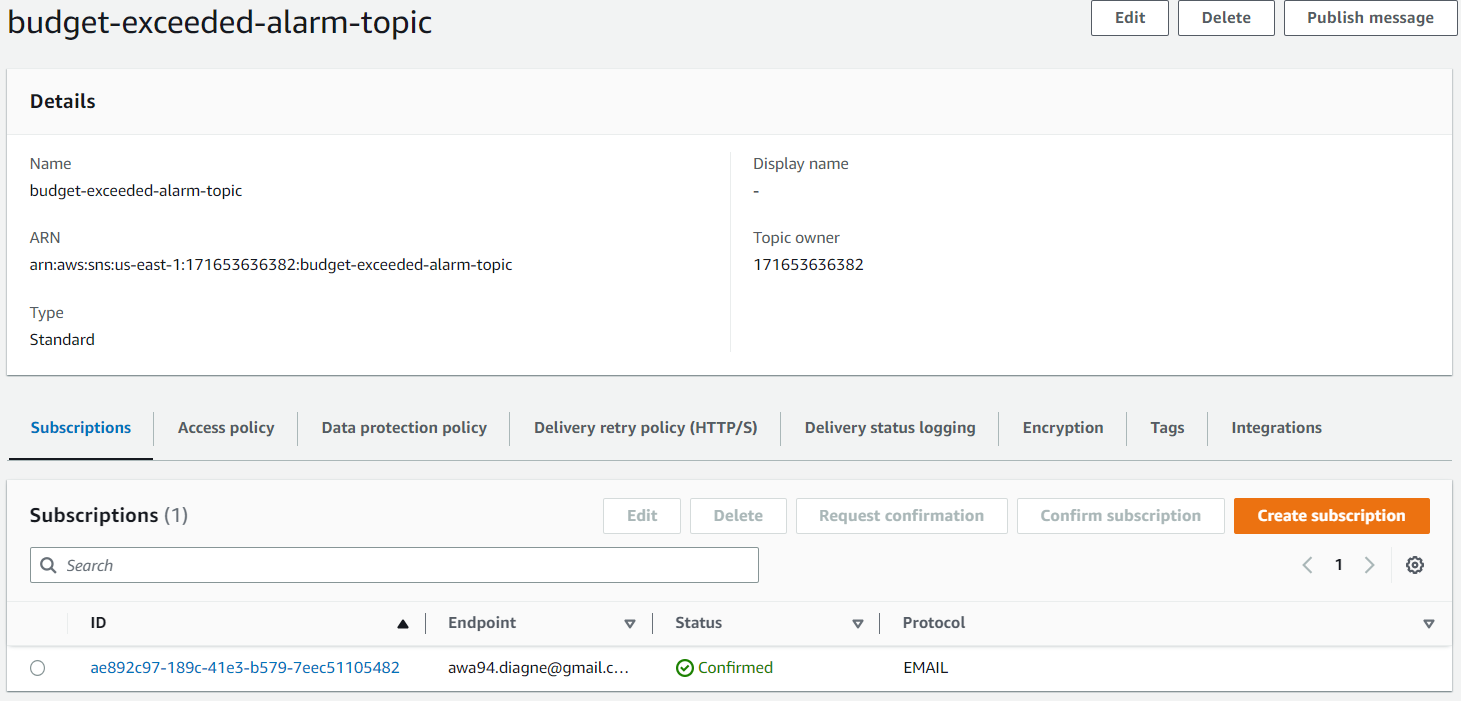 budget-exceeded-alarm-topic
Edit
Delete
Publish message
Details
Name
budget-exceeded-alarm-topic
Display name
-
ARN
arn:aws:sns:us-east-1:171653636382:budget-exceeded-alarm-topic
Topic owner
171653636382
Type
Standard
Subscriptions
Access policy
Data protection policy
Delivery retry policy (HTTP/S)
Delivery status logging
Encryption
Tags
Integrations
Subscriptions (1)
Edit
Delete
Request confirmation
Confirm subscription
Create subscription
Search
1
ID
Endpoint
Status
Protocol
ae892c97-189c-41e3-b579-7eec51105482
awa94.diagne@gmail.c...
Confirmed
EMAIL